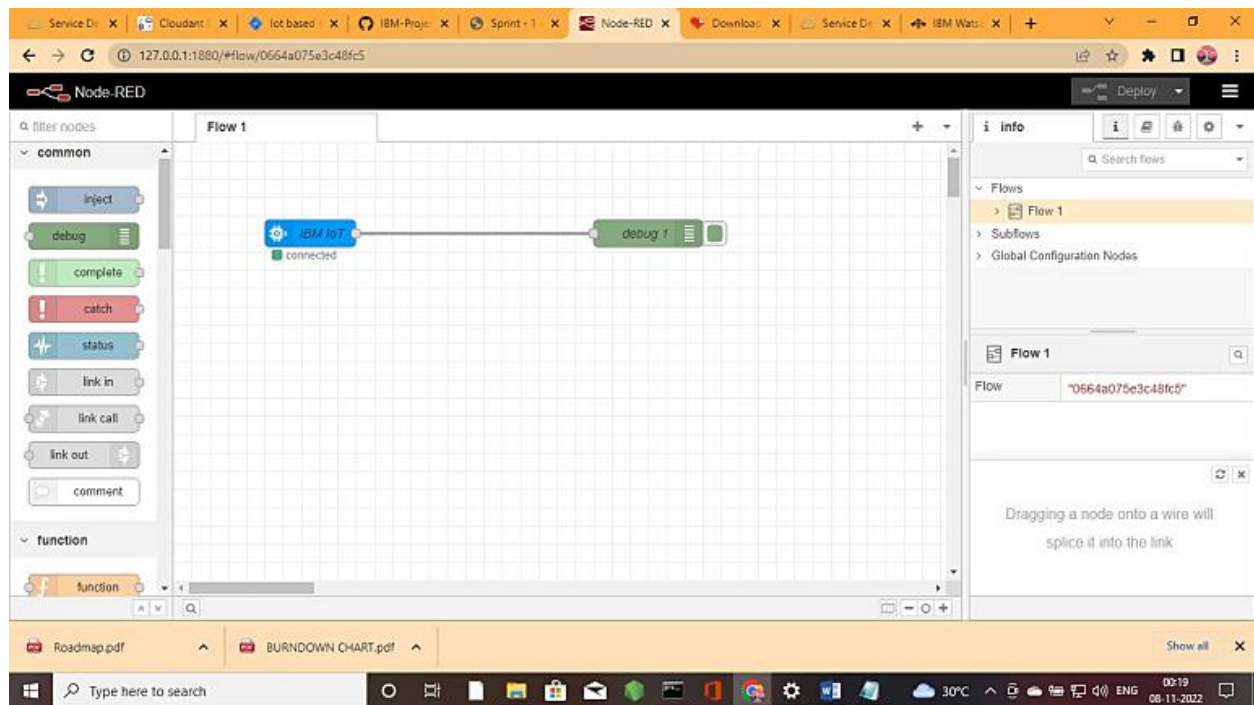 Service De
Cloudant
Iot based
IBM-Proje
Sprint - 1
Node-RED
Download
Service De
IBM Wats
127.0.0.1:1880/#flow/0664a075e3c48fc5
Node-RED
Deploy
filter nodes
Flow 1
i info
common
Search flows
inject
debug
complete
catch
status
link in
link call
link out
comment
function
function
IBM IoT
connected
debug 1
Flows
Flow 1
Subflows
Global Configuration Nodes
Flow 1
Flow
"0664a075e3c48fc5"
Dragging a node onto a wire will
splice it into the link
Roadmap.pdf
BURNDOWN CHART.pdf
Show all
Type here to search
30°C
ENG
00:19
08-11-2022